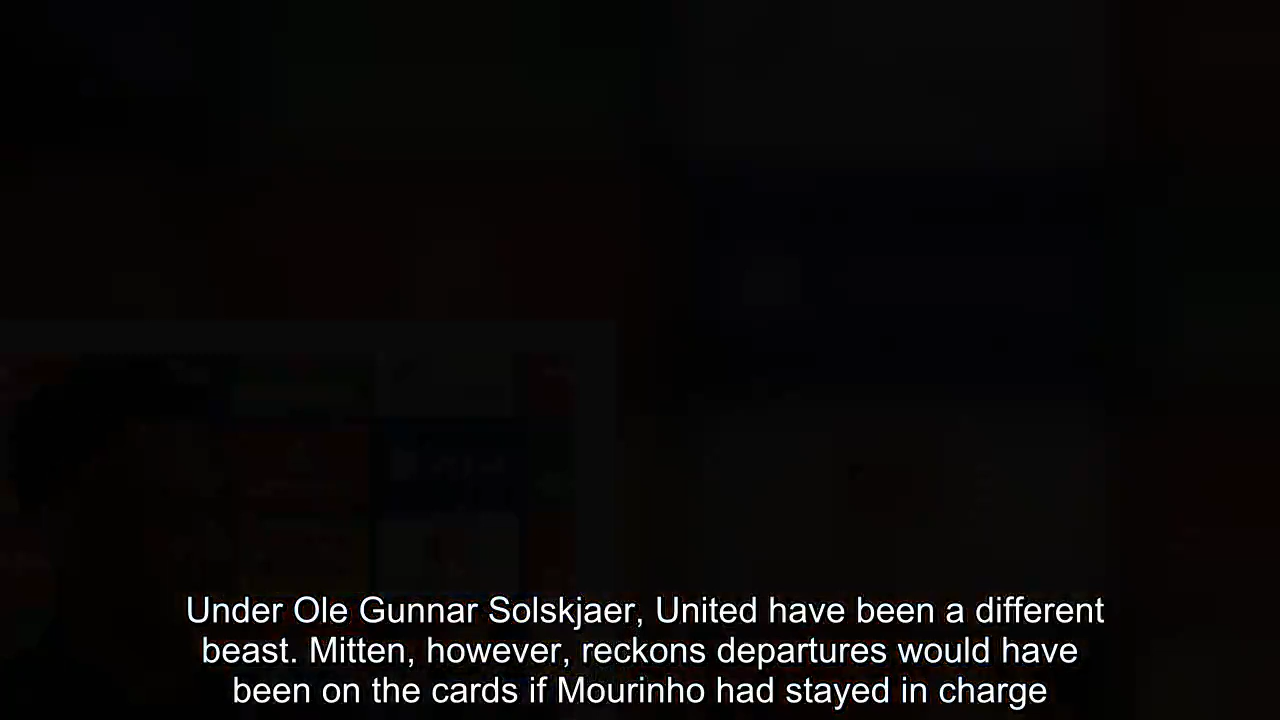 Under Ole Gunnar Solskjaer, United have been a different
beast. Mitten, however, reckons departures would have
been on the cards if Mourinho had stayed in charge